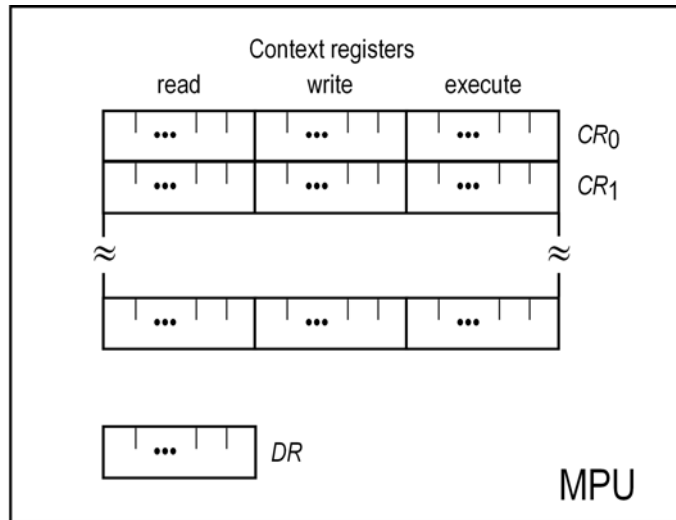 Context registers
read write execute
... ... ... CR0
... ... ... CR1
... ... ...
... DR
MPU